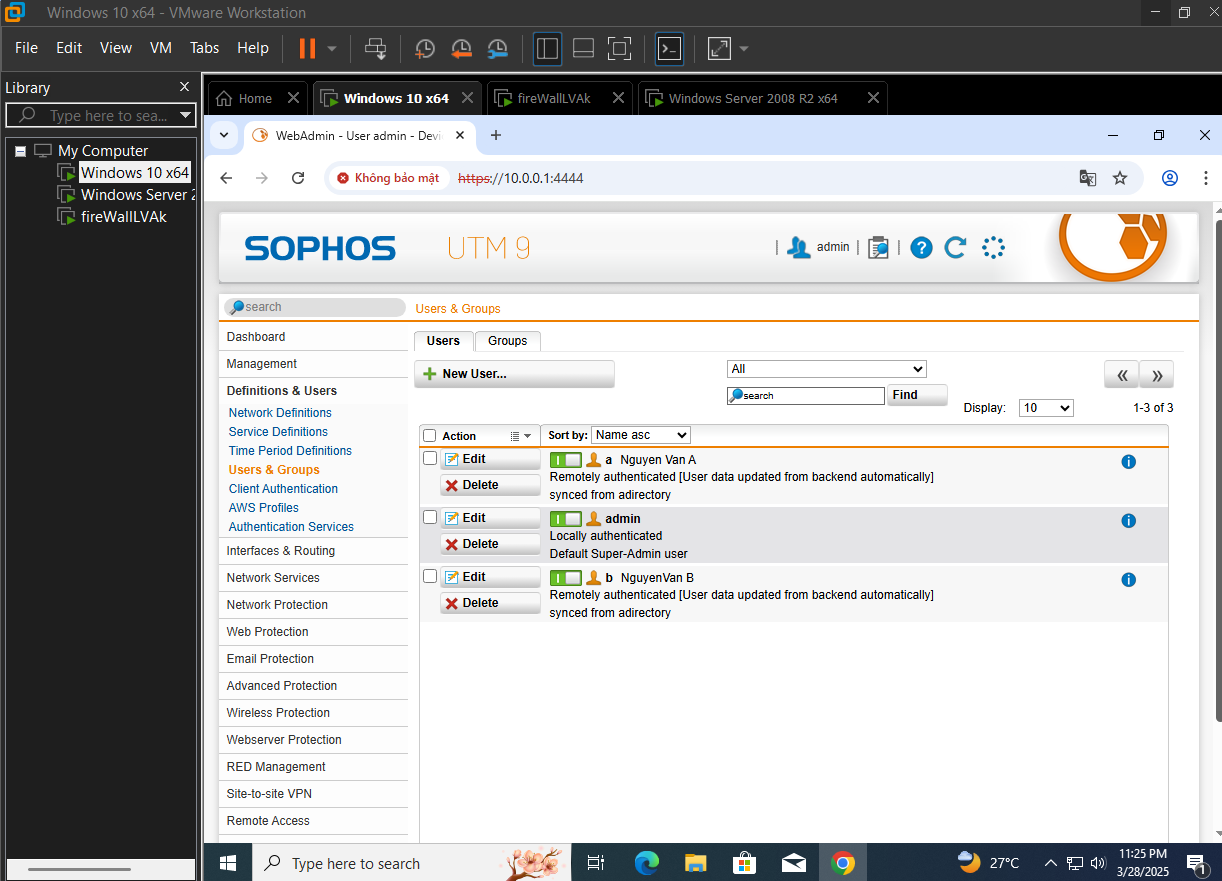 Windows 10 x64 - VMware Workstation
File Edit View VM Tabs Help
Library
Type here to sea...
My Computer
Windows 10 x64
Windows Server 2
fireWallLVAk
Home
Windows 10 x64
fireWallLVAk
Windows Server 2008 R2 x64
WebAdmin - User admin - Devi
Không bảo mật
https://10.0.0.1:4444
SOPHOS UTM 9
| admin | |
search
Users & Groups
Dashboard
Management
Definitions & Users
Network Definitions
Service Definitions
Time Period Definitions
Users & Groups
Client Authentication
AWS Profiles
Authentication Services
Interfaces & Routing
Network Services
Network Protection
Web Protection
Email Protection
Advanced Protection
Wireless Protection
Webserver Protection
RED Management
Site-to-site VPN
Remote Access
Users
Groups
New User...
All
search
Find
Display: 10
« »
1-3 of 3
Action
Sort by: Name asc
Edit
Delete
a Nguyen Van A
Remotely authenticated [User data updated from backend automatically]
synced from adirectory
Edit
Delete
admin
Locally authenticated
Default Super-Admin user
Edit
Delete
b NguyenVan B
Remotely authenticated [User data updated from backend automatically]
synced from adirectory
Type here to search
27°C
11:25 PM
3/28/2025
1